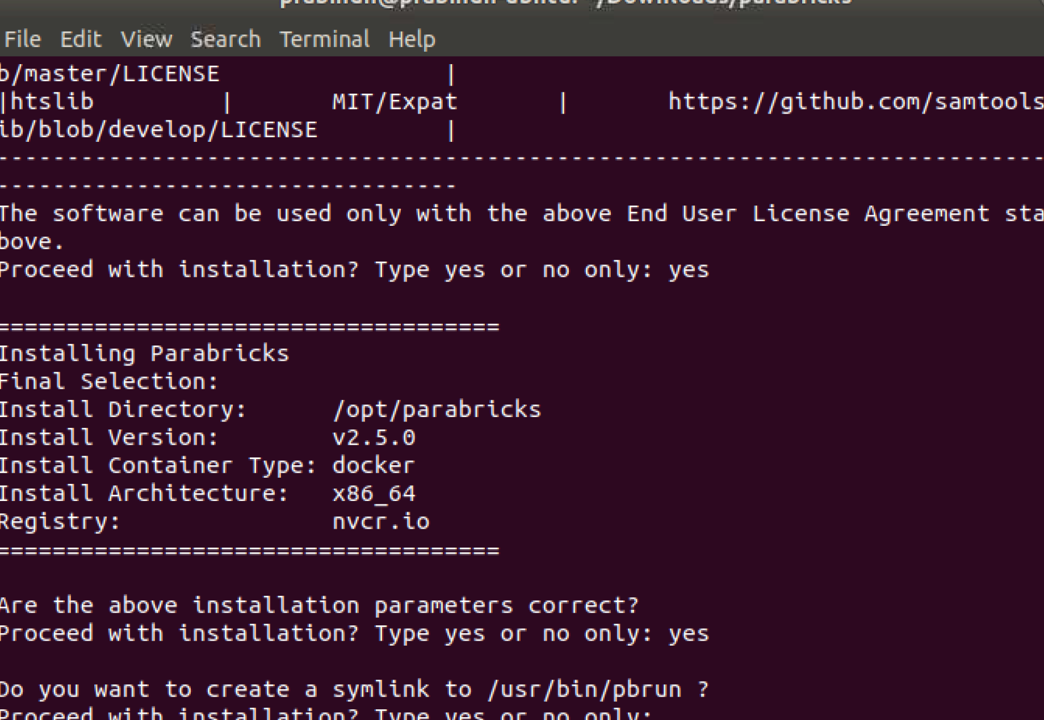 File Edit View Search Terminal Help
b/master/LICENSE |
|htslib | MIT/Expat | https://github.com/samtools
ib/blob/develop/LICENSE |
---------------------------------------------------------------------------
---------------------------------
The software can be used only with the above End User License Agreement sta
bove.
Proceed with installation? Type yes or no only: yes
====================================
Installing Parabricks
Final Selection:
Install Directory: /opt/parabricks
Install Version: v2.5.0
Install Container Type: docker
Install Architecture: x86_64
Registry: nvcr.io
====================================
Are the above installation parameters correct?
Proceed with installation? Type yes or no only: yes
Do you want to create a symlink to /usr/bin/pbrun ?
Proceed with installation? Type yes or no only: